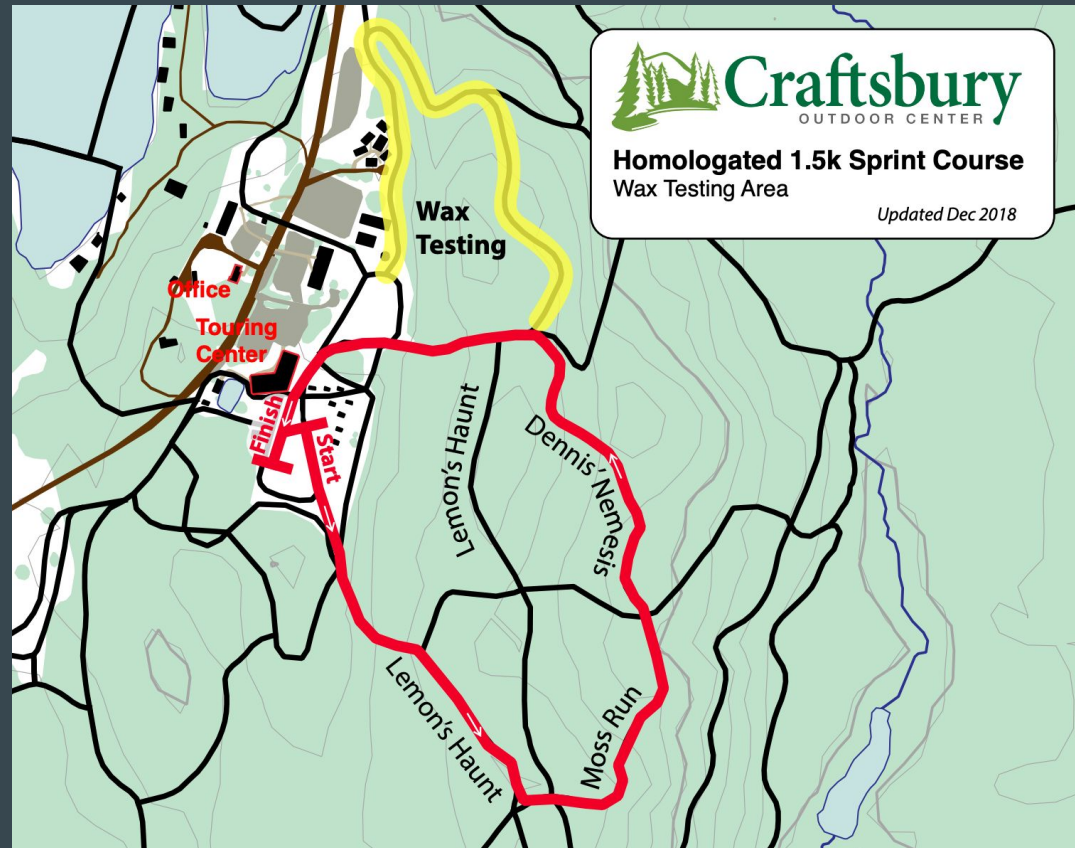 Craftsbury
OUTDOOR CENTER
Homologated 1.5k Sprint Course
Wax Testing Area
Updated Dec 2018
Wax
Testing
Office
Touring
Center
Finish
Start
Lemon's Haunt
Dennis' Nemesis
Lemon's Haunt
Moss Run